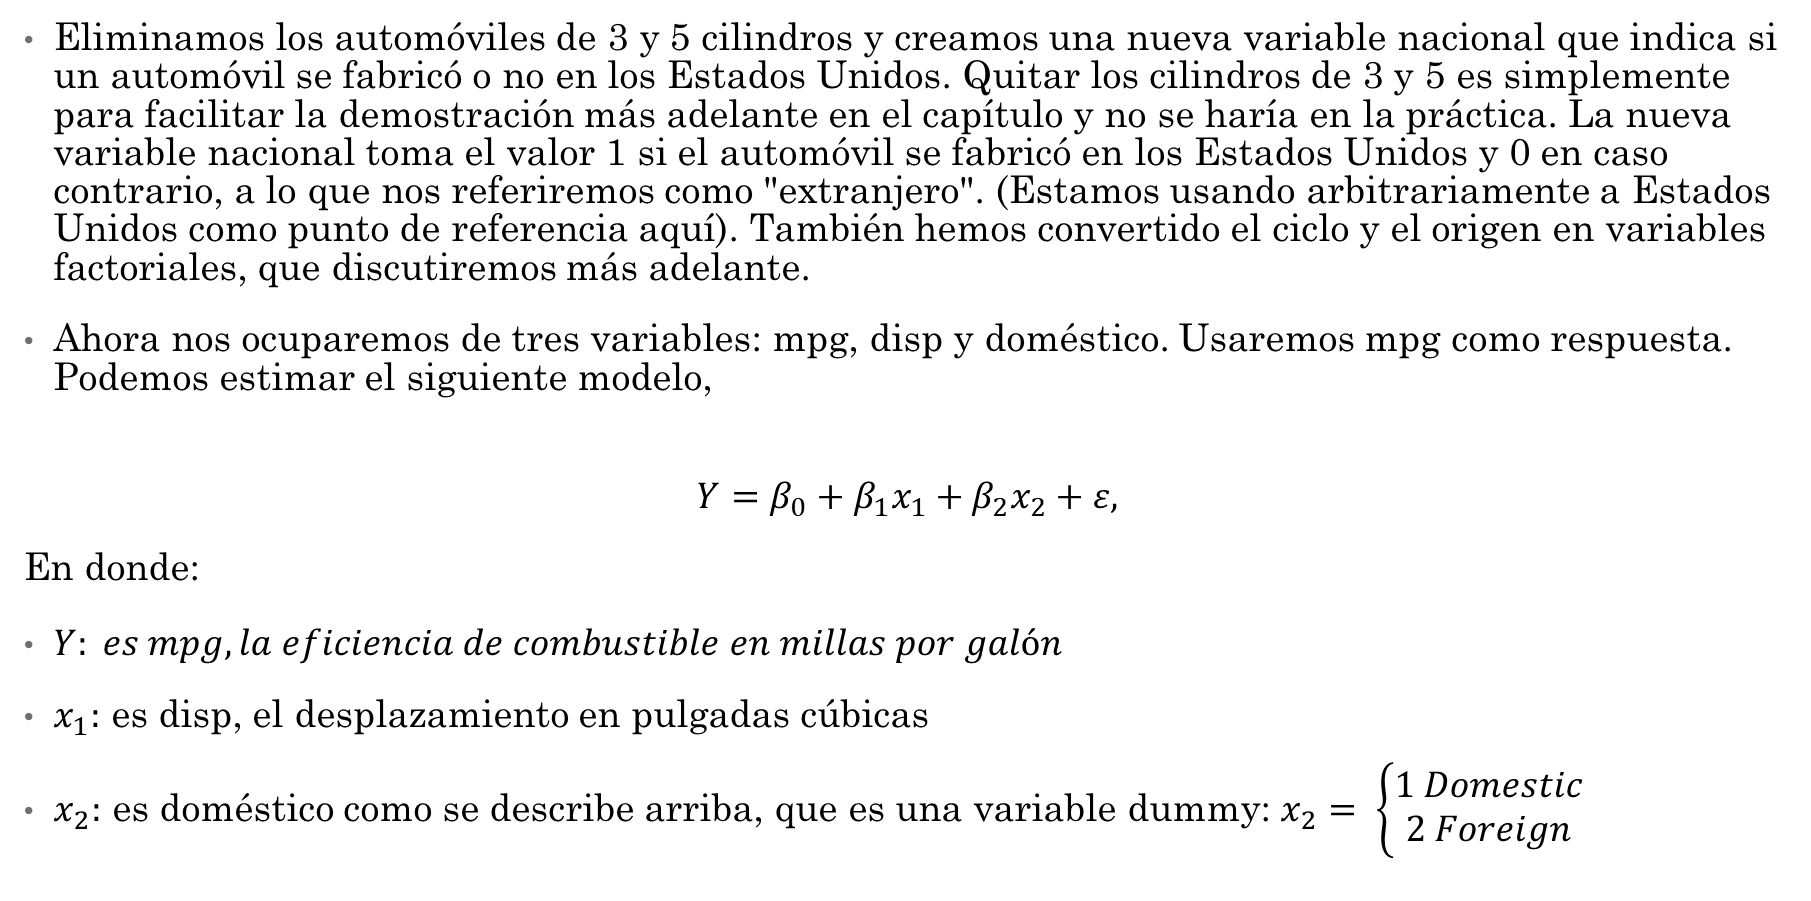 • Eliminamos los automóviles de 3 y 5 cilindros y creamos una nueva variable nacional que indica si
un automóvil se fabricó o no en los Estados Unidos. Quitar los cilindros de 3 y 5 es simplemente
para facilitar la demostración más adelante en el capítulo y no se haría en la práctica. La nueva
variable nacional toma el valor 1 si el automóvil se fabricó en los Estados Unidos y 0 en caso
contrario, a lo que nos referiremos como "extranjero". (Estamos usando arbitrariamente a Estados
Unidos como punto de referencia aquí). También hemos convertido el ciclo y el origen en variables
factoriales, que discutiremos más adelante.
• Ahora nos ocuparemos de tres variables: mpg, disp y doméstico. Usaremos mpg como respuesta.
Podemos estimar el siguiente modelo,
Y = β₀ + β₁x₁ + β₂x₂ + ε,
En donde:
• Y: es mpg, la eficiencia de combustible en millas por galón
• x₁: es disp, el desplazamiento en pulgadas cúbicas
• x₂: es doméstico como se describe arriba, que es una variable dummy: x₂ = {1 Domestic
2 Foreign